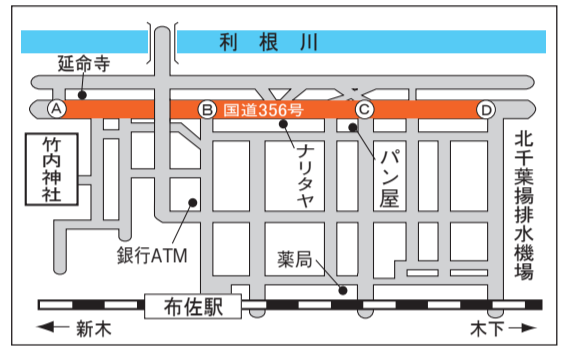 利根川
延命寺
A
B
国道356号
C
D
竹内神社
ナリタヤ
パン屋
北千葉揚排水機場
銀行ATM
薬局
布佐駅
新木
木下